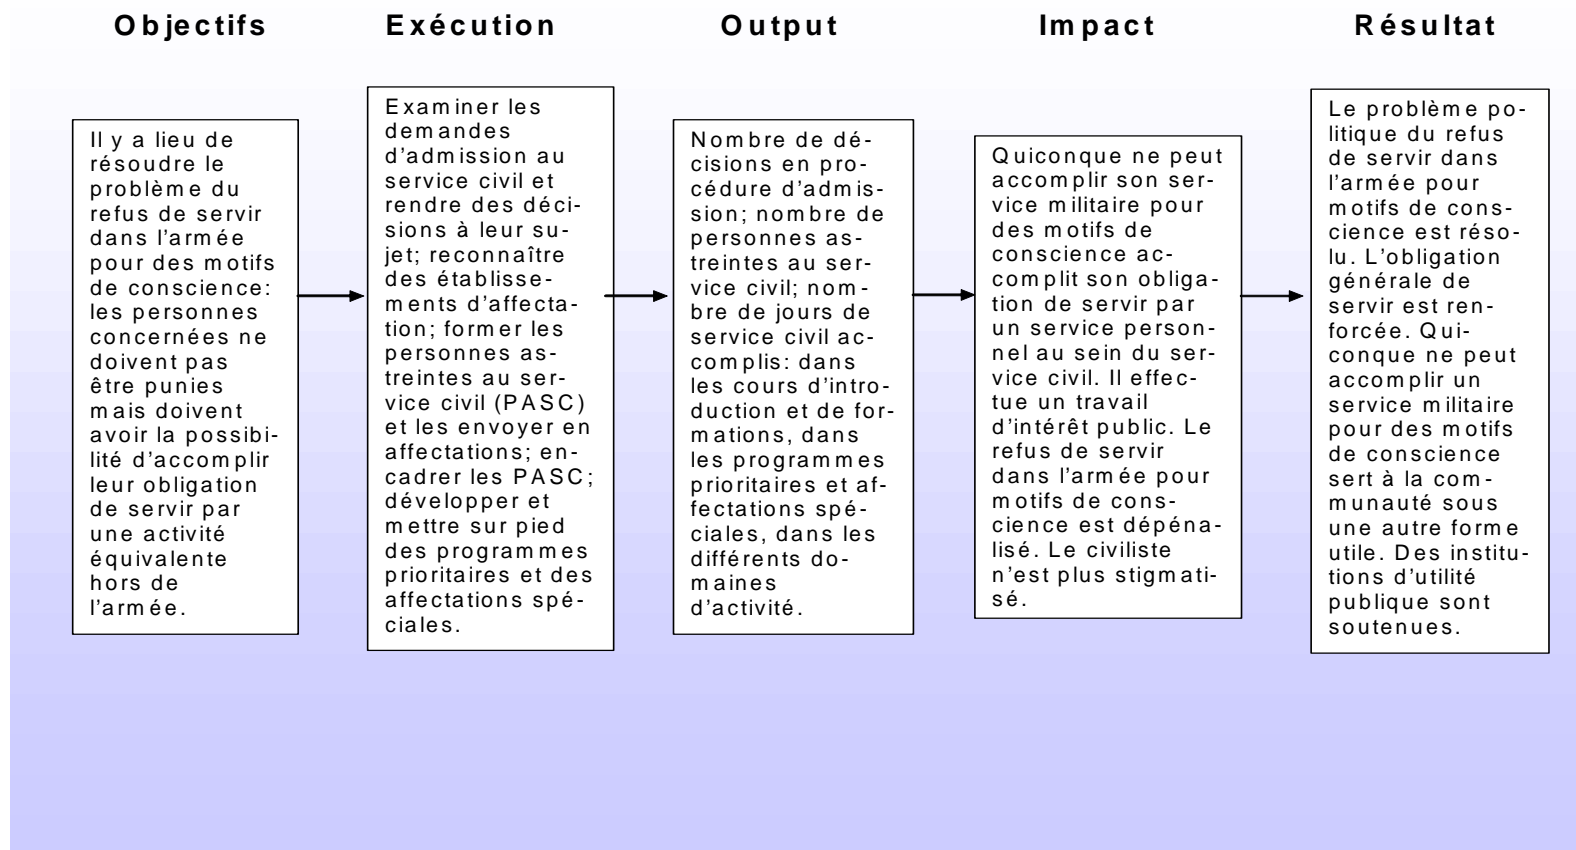 Objectifs
Exécution
Output
Impact
Résultat
Il y a lieu de
résoudre le
problème du
refus de servir
dans l'armée
pour des motifs
de conscience:
les personnes
concernées ne
doivent pas
être punies
mais doivent
avoir la possibi-
lité d'accomplir
leur obligation
de servir par
une activité
équivalente
hors de
l'armée.
Examiner les
demandes
d'admission au
service civil et
rendre des déci-
sions à leur su-
jet; reconnaître
des établisse-
ments d'affecta-
tion; former les
personnes as-
treintes au ser-
vice civil (PASC)
et les envoyer en
affectations; en-
cadrer les PASC;
développer et
mettre sur pied
des programmes
prioritaires et des
affectations spé-
ciales.
Nombre de dé-
cisions en pro-
cédure d'admis-
sion; nombre de
personnes as-
treintes au ser-
vice civil; nom-
bre de jours de
service civil ac-
complis: dans
les cours d'intro-
duction et de for-
mations, dans
les programmes
prioritaires et af-
fectations spé-
ciales, dans les
différents do-
maines
d'activité.
Quiconque ne peut
accomplir son ser-
vice militaire pour
des motifs de
conscience ac-
complit son obliga-
tion de servir par
un service person-
nel au sein du ser-
vice civil. Il effec-
tue un travail
d'intérêt public. Le
refus de servir
dans l'armée pour
motifs de cons-
cience est dépéna-
lisé. Le civiliste
n'est plus stigmati-
sé.
Le problème po-
litique du refus
de servir dans
l'armée pour
motifs de cons-
cience est réso-
lu. L'obligation
générale de
servir est ren-
forcée. Qui-
conque ne peut
accomplir un
service militaire
pour des motifs
de conscience
sert à la com-
munauté sous
une autre forme
utile. Des institu-
tions d'utilité
publique sont
soutenues.